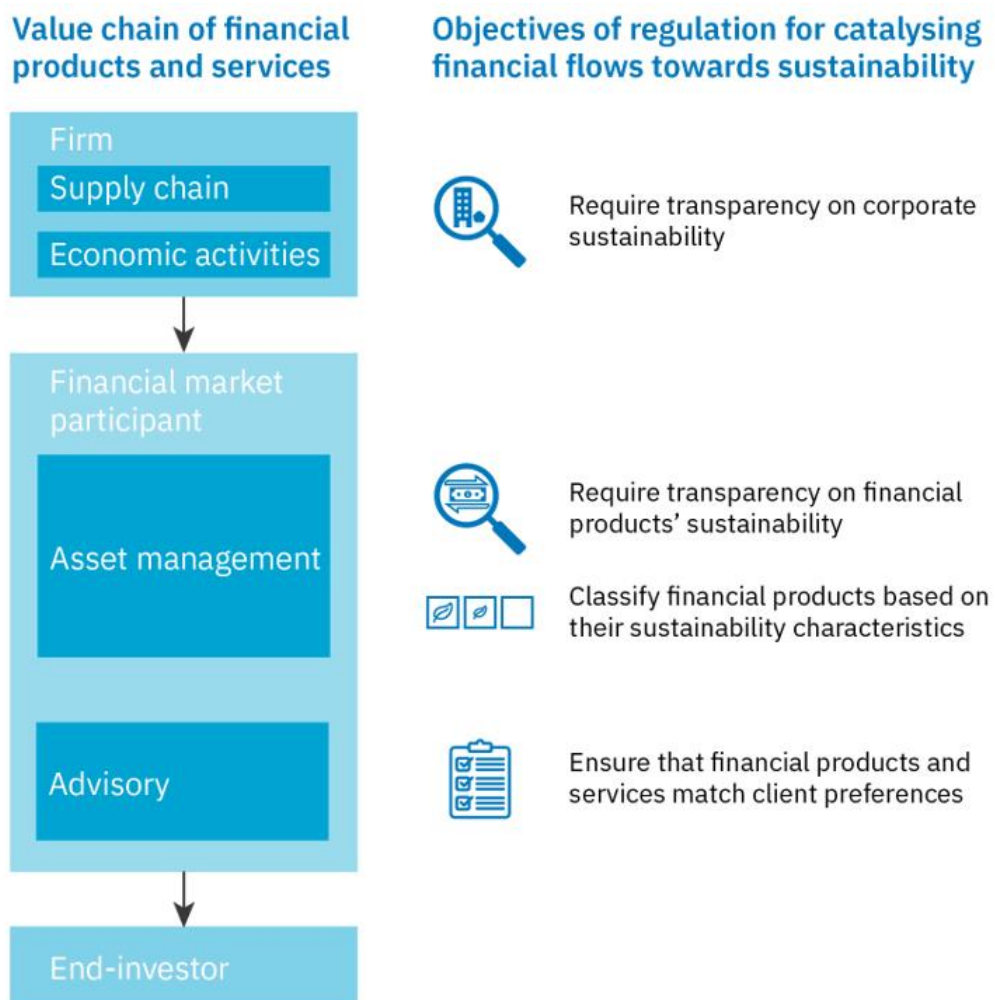 Value chain of financial
products and services
Objectives of regulation for catalysing
financial flows towards sustainability
Firm
Supply chain
Economic activities
Require transparency on corporate
sustainability
Financial market
participant
Asset management
Require transparency on financial
products’ sustainability
Classify financial products based on
their sustainability characteristics
Advisory
Ensure that financial products and
services match client preferences
End-investor